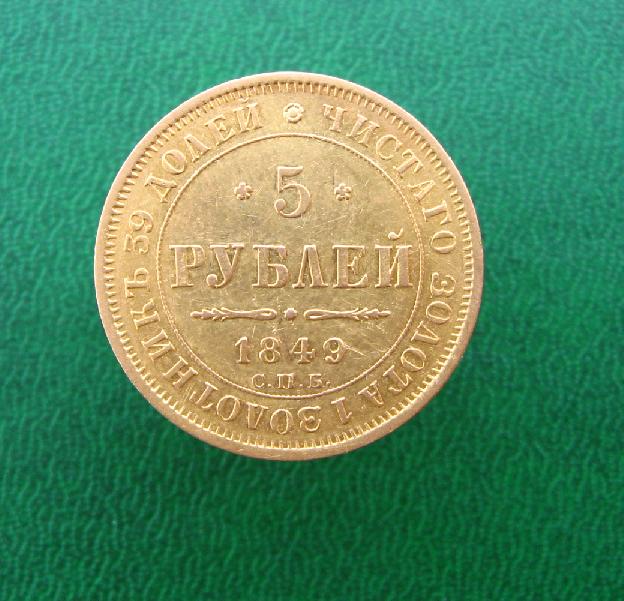 ЧИСТАГО ЗОЛОТА 1 ЗОЛОТНИКЪ 39 ДОЛЕЙ
5
РУБЛЕЙ
1849
С.П.Б.